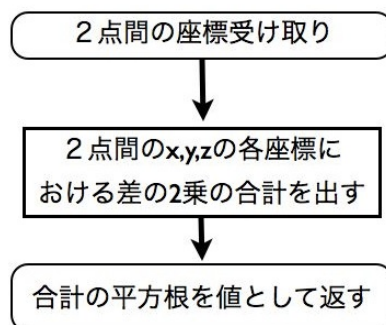 ２点間の座標受け取り
２点間のx,y,zの各座標に
おける差の2乗の合計を出す
合計の平方根を値として返す